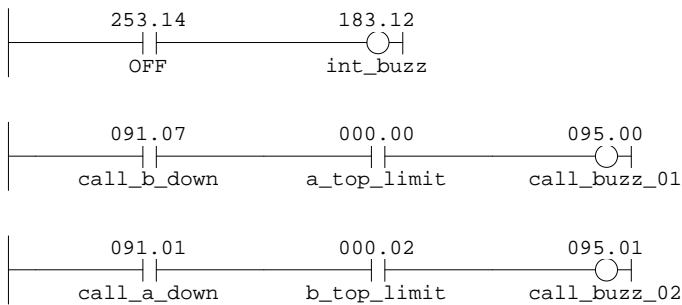 253.14 183.12
OFF int_buzz
091.07 000.00 095.00
call_b_down a_top_limit call_buzz_01
091.01 000.02 095.01
call_a_down b_top_limit call_buzz_02